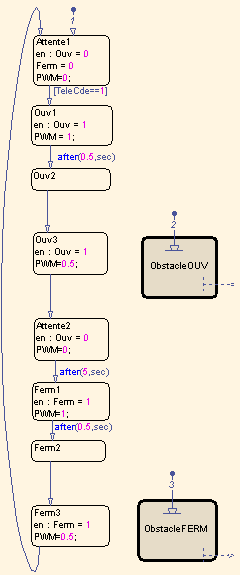 1
Attente1
en : Ouv = 0
Ferm = 0
PWM=0;
[TeleCde==1]
Ouv1
en : Ouv = 1
PWM = 1;
after(0.5,sec)
Ouv2
Ouv3
en : Ouv = 1
PWM=0.5;
2
ObstacleOUV
Attente2
en : Ouv = 0
PWM=0;
after(5,sec)
Ferm1
en : Ferm = 1
PWM=1;
after(0.5,sec)
Ferm2
3
Ferm3
en : Ferm = 1
PWM=0.5;
ObstacleFERM